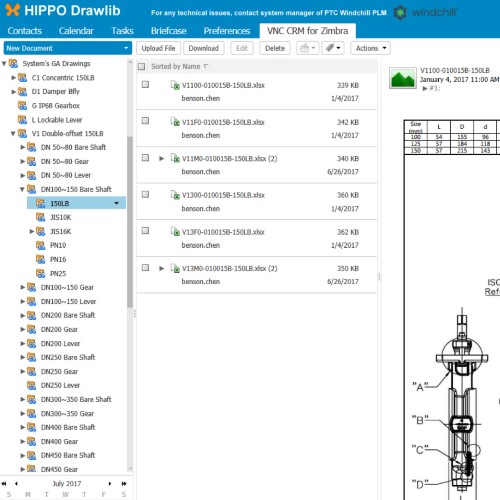 HIPPO Drawlib
For any technical issues, contact system manager of PTC Windchill PLM
windchill
Contacts Calendar Tasks Briefcase Preferences VNC CRM for Zimbra
New Document
Upload File Download Edit Delete Actions
System's GA Drawings
C1 Concentric 150LB
D1 Damper Bfly
G IP68 Gearbox
L Lockable Lever
V1 Double-offset 150LB
DN 50~80 Bare Shaft
DN 50~80 Gear
DN 50~80 Lever
DN100~150 Bare Shaft
150LB
JIS10K
JIS16K
PN10
PN16
PN25
DN100~150 Gear
DN100~150 Lever
DN200 Bare Shaft
DN200 Gear
DN200 Lever
DN250 Bare Shaft
DN250 Gear
DN250 Lever
DN300~350 Bare Shaft
DN300~350 Gear
DN400 Bare Shaft
DN400 Gear
DN450 Bare Shaft
DN450 Gear
July 2017
S M T W T F S
Sorted by Name
V1100-010015B-150LB.xlsx 339 KB
benson.chen 1/4/2017
V11F0-010015B-150LB.xlsx 342 KB
benson.chen 1/4/2017
V11M0-010015B-150LB.xlsx (2) 340 KB
benson.chen 6/26/2017
V1300-010015B-150LB.xlsx 360 KB
benson.chen 1/4/2017
V13F0-010015B-150LB.xlsx 362 KB
benson.chen 1/4/2017
V13M0-010015B-150LB.xlsx (2) 350 KB
benson.chen 6/26/2017
V1100-010015B-150LB
January 4, 2017 11:00 AM
#1:
Size (mm) L D d
100 54 155 96
125 57 184 118
150 57 215 143
ISO
Refe
"A"
"B"
"C"
"D"